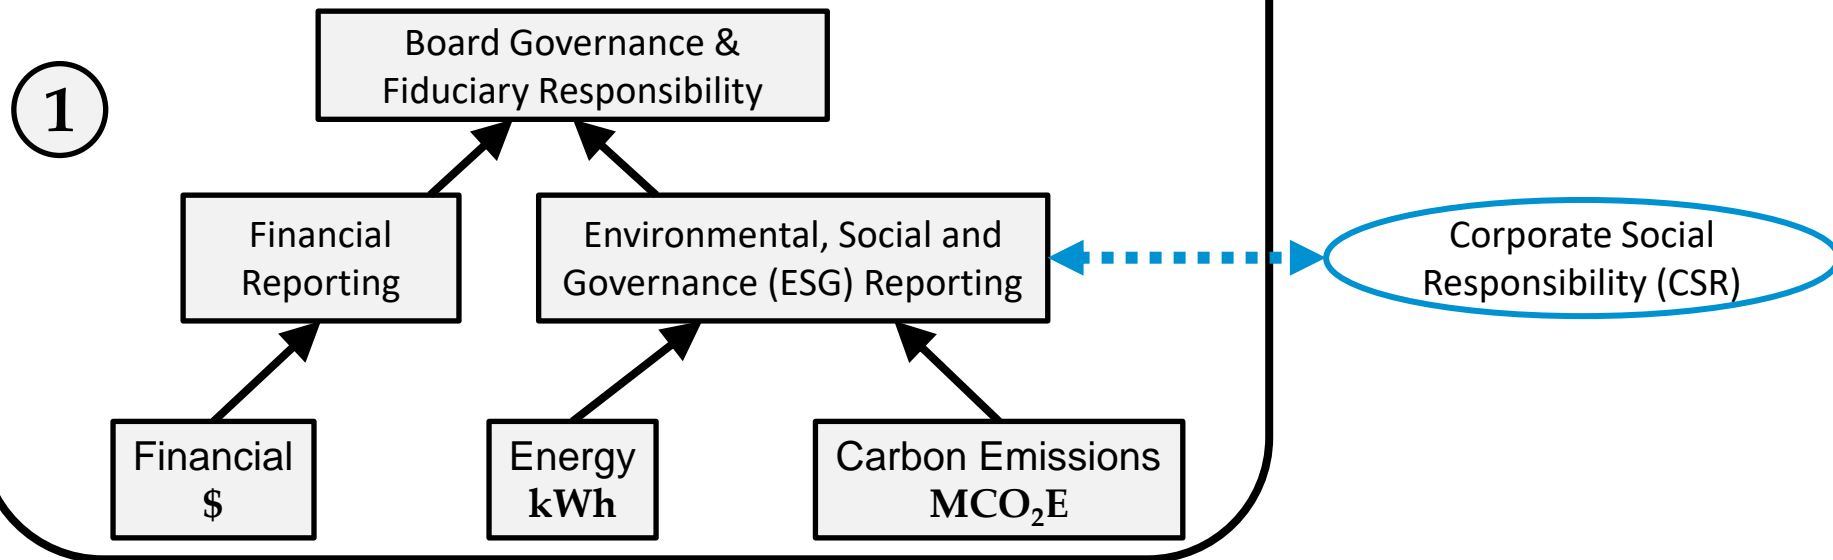 1
Board Governance &
Fiduciary Responsibility
Financial
Reporting
Environmental, Social and
Governance (ESG) Reporting
Corporate Social
Responsibility (CSR)
Financial
$
Energy
kWh
Carbon Emissions
MCO₂E